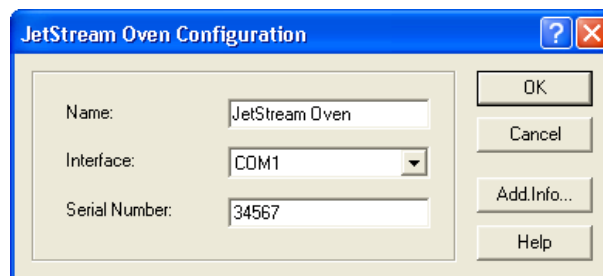 JetStream Oven Configuration
Name: JetStream Oven
Interface: COM1
Serial Number: 34567
OK
Cancel
Add.Info...
Help